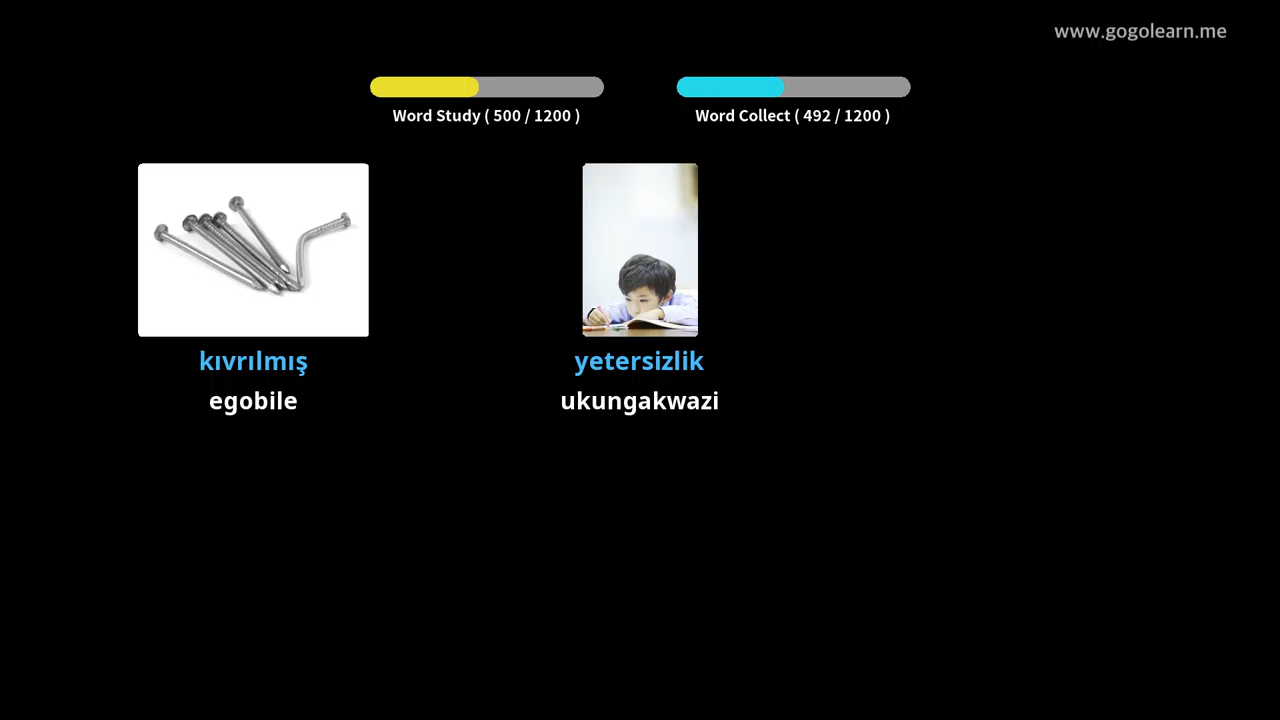 www.gogolearn.me
Word Study ( 500 / 1200 )
Word Collect ( 492 / 1200 )
kıvrılmış
egobile
yetersizlik
ukungakwazi